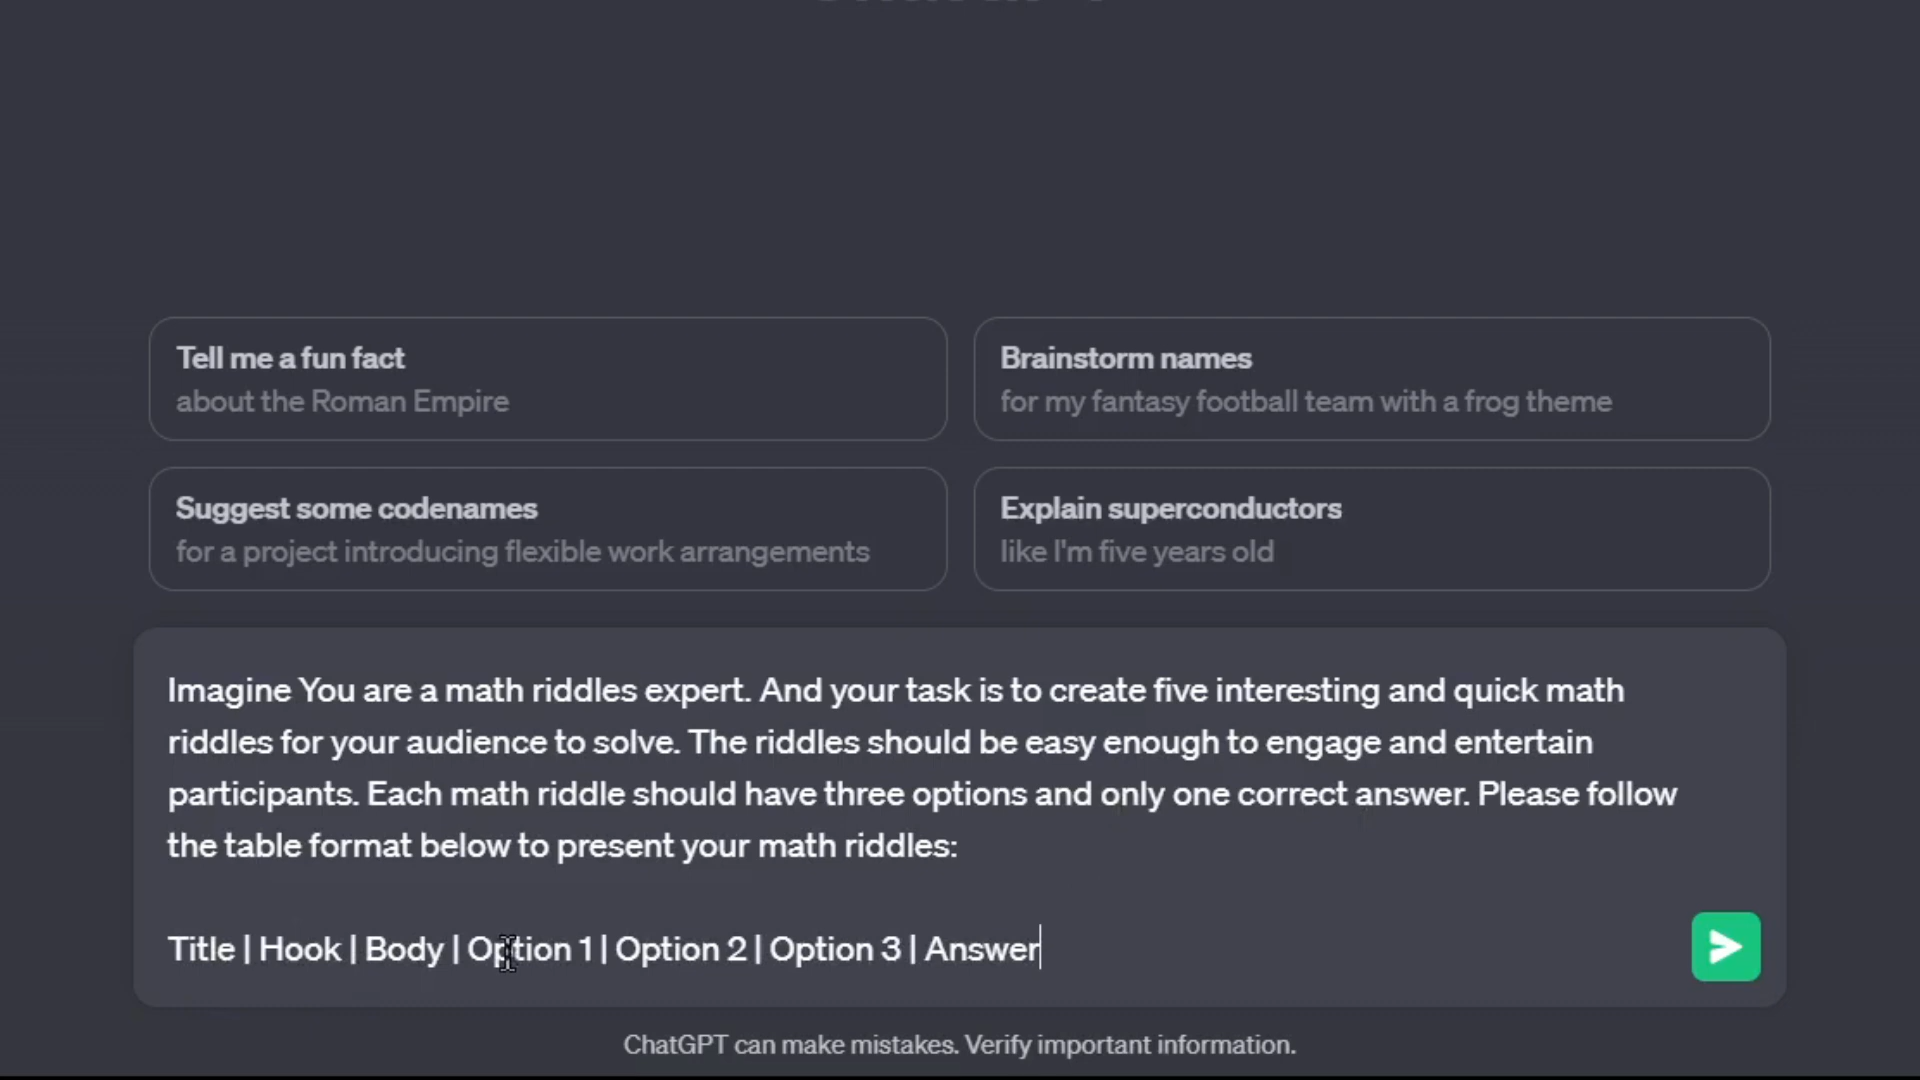 Tell me a fun fact
about the Roman Empire
Brainstorm names
for my fantasy football team with a frog theme
Suggest some codenames
for a project introducing flexible work arrangements
Explain superconductors
like I'm five years old
Imagine You are a math riddles expert. And your task is to create five interesting and quick math
riddles for your audience to solve. The riddles should be easy enough to engage and entertain
participants. Each math riddle should have three options and only one correct answer. Please follow
the table format below to present your math riddles:
Title | Hook | Body | Option 1 | Option 2 | Option 3 | Answer
ChatGPT can make mistakes. Verify important information.